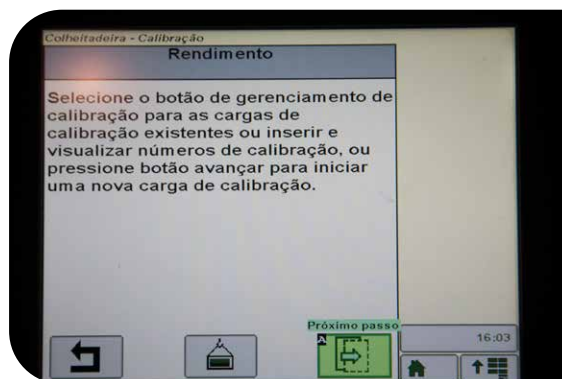 Colheitadeira - Calibração
Rendimento
Selecione o botão de gerenciamento de
calibração para as cargas de
calibração existentes ou inserir e
visualizar números de calibração, ou
pressione botão avançar para iniciar
uma nova carga de calibração.
Próximo passo
A
16:03